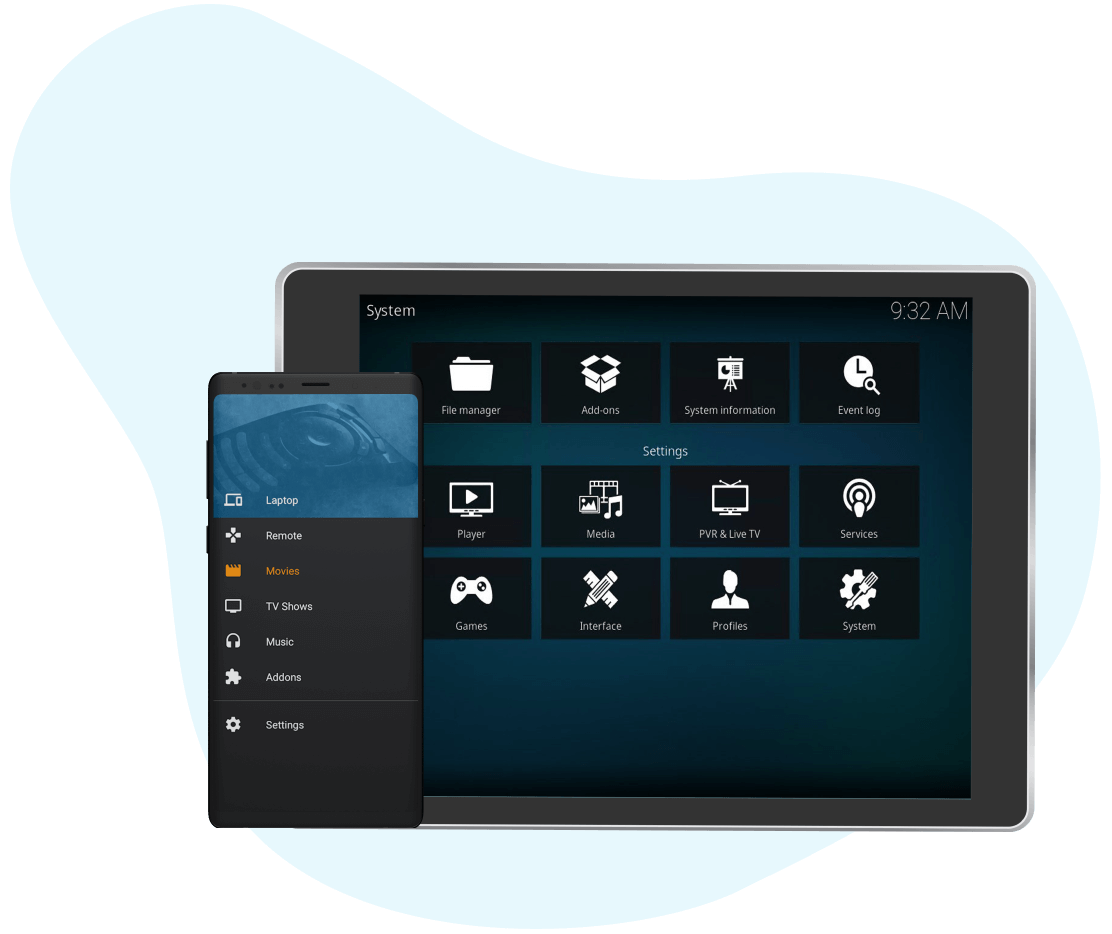 System
9:32 AM
File manager
Add-ons
System information
Event log
Settings
Player
Media
PVR & Live TV
Services
Games
Interface
Profiles
System
Laptop
Remote
Movies
TV Shows
Music
Addons
Settings